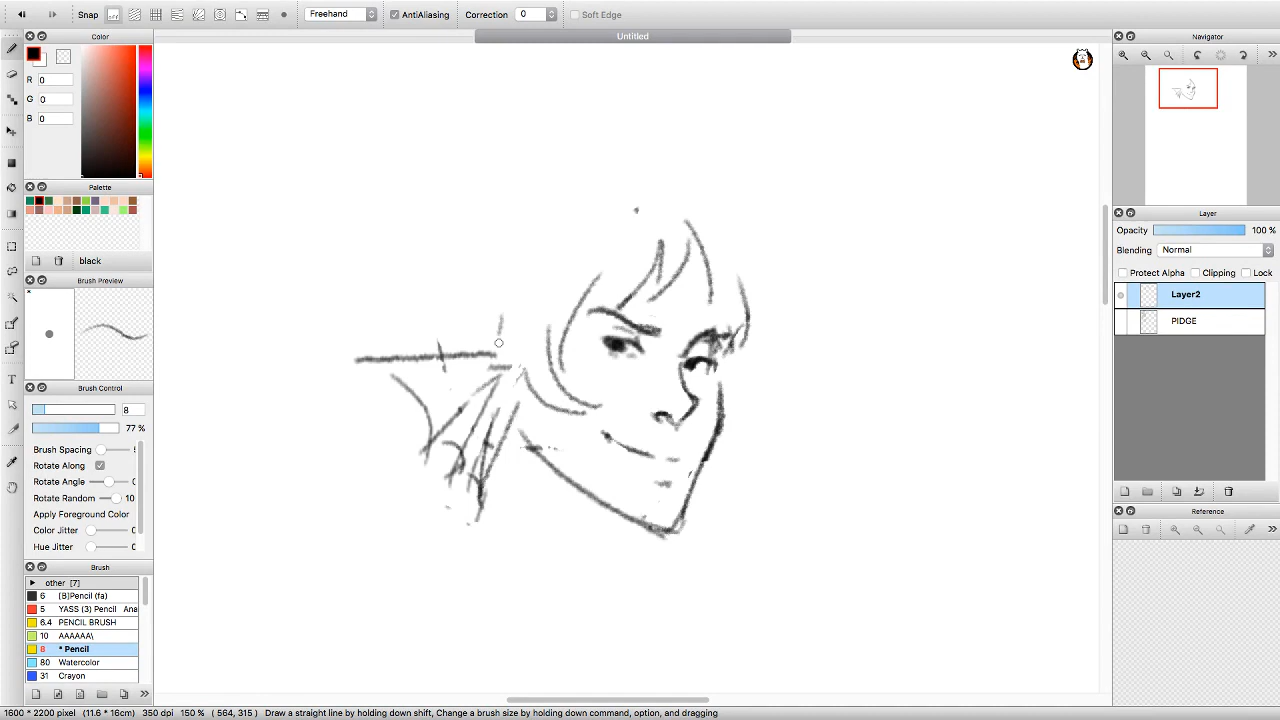 Snap Freehand AntiAliasing Correction 0 Soft Edge
Untitled
Color
R 0
G 0
B 0
Palette
black
Brush Preview
Brush Control
8
77 %
Brush Spacing
Rotate Along
Rotate Angle
Rotate Random 10
Apply Foreground Color
Color Jitter
Hue Jitter
Brush
other [7]
6 (B)Pencil (fa)
5 YASS (3) Pencil Ana
6.4 PENCIL BRUSH
10 AAAAAA\
8 * Pencil
80 Watercolor
31 Crayon
Navigator
Layer
Opacity 100 %
Blending Normal
Protect Alpha Clipping Lock
Layer2
PIDGE
Reference
1600 * 2200 pixel (11.6 * 16cm) 350 dpi 150 % ( 564, 315 ) Draw a straight line by holding down shift, Change a brush size by holding down command, option, and dragging